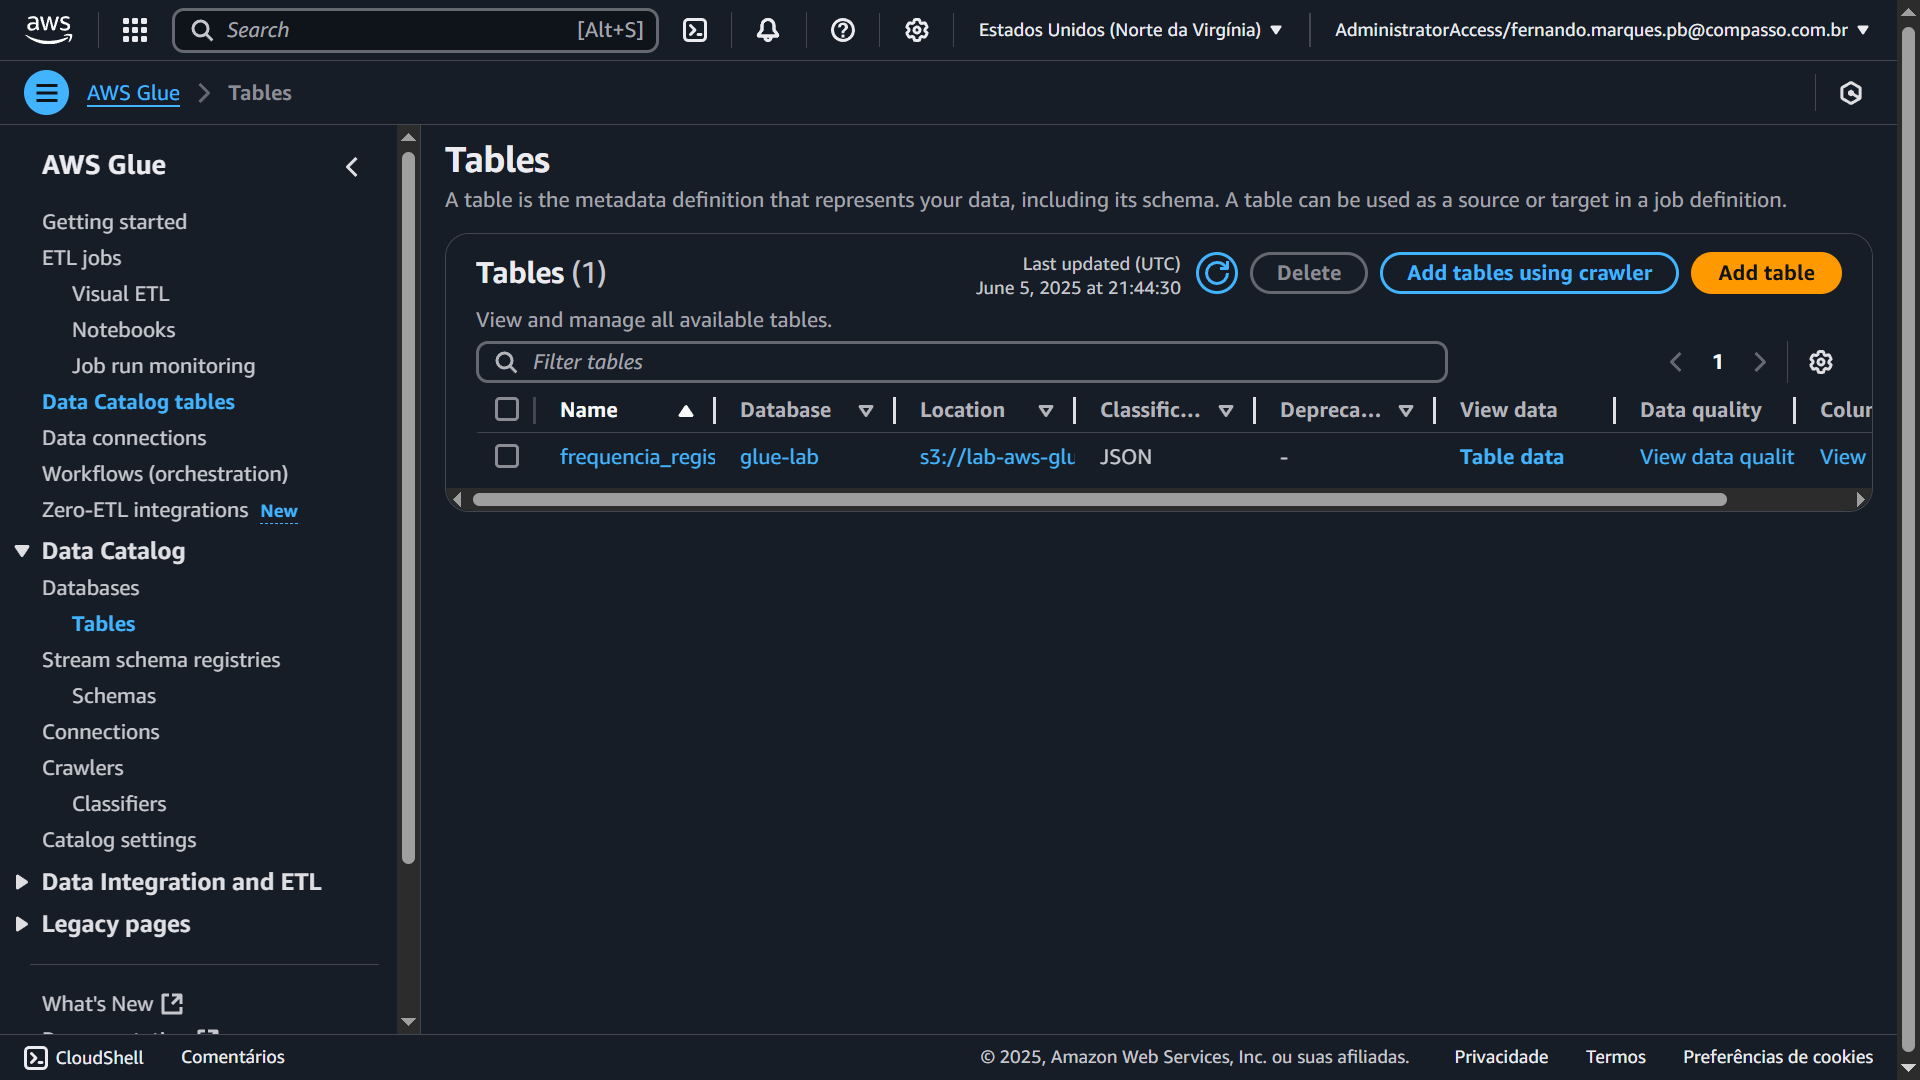 aws
Search [Alt+S]
Estados Unidos (Norte da Virgínia)
AdministratorAccess/fernando.marques.pb@compasso.com.br
AWS Glue
Tables
AWS Glue
Getting started
ETL jobs
Visual ETL
Notebooks
Job run monitoring
Data Catalog tables
Data connections
Workflows (orchestration)
Zero-ETL integrations New
Data Catalog
Databases
Tables
Stream schema registries
Schemas
Connections
Crawlers
Classifiers
Catalog settings
Data Integration and ETL
Legacy pages
What's New
Tables
A table is the metadata definition that represents your data, including its schema. A table can be used as a source or target in a job definition.
Tables (1)
Last updated (UTC)
June 5, 2025 at 21:44:30
Delete
Add tables using crawler
Add table
View and manage all available tables.
Filter tables
1
Name Database Location Classific... Depreca... View data Data quality Colur
frequencia_regis glue-lab s3://lab-aws-glu JSON - Table data View data qualit View
CloudShell Comentários © 2025, Amazon Web Services, Inc. ou suas afiliadas. Privacidade Termos Preferências de cookies